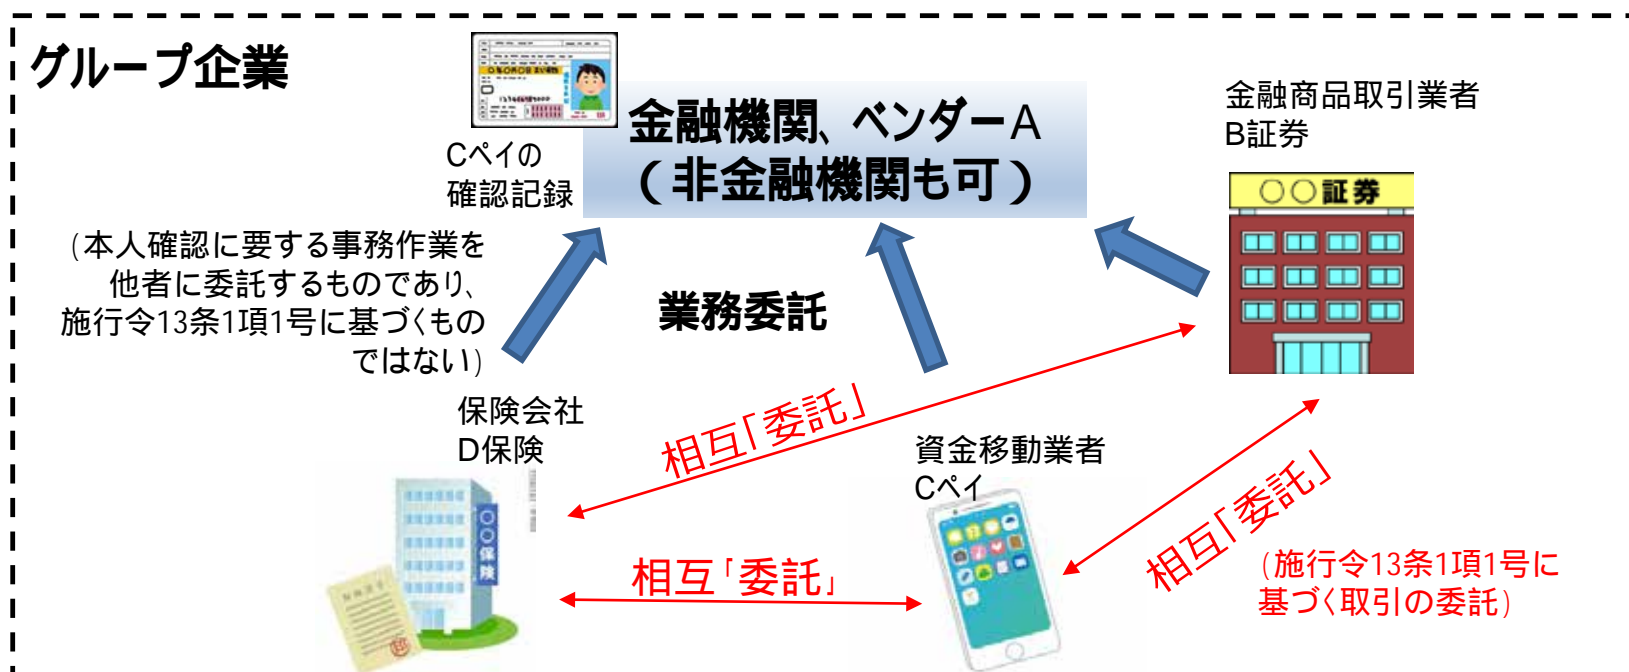 グループ企業
Cペイの
確認記録
金融機関、ベンダーA
(非金融機関も可)
金融商品取引業者
B証券
〇〇証券
(本人確認に要する事務作業を
他者に委託するものであり、
施行令13条1項1号に基づくもの
ではない)
業務委託
保険会社
D保険
〇〇保険
相互「委託」
資金移動業者
Cペイ
相互「委託」
相互「委託」
(施行令13条1項1号に
基づく取引の委託)